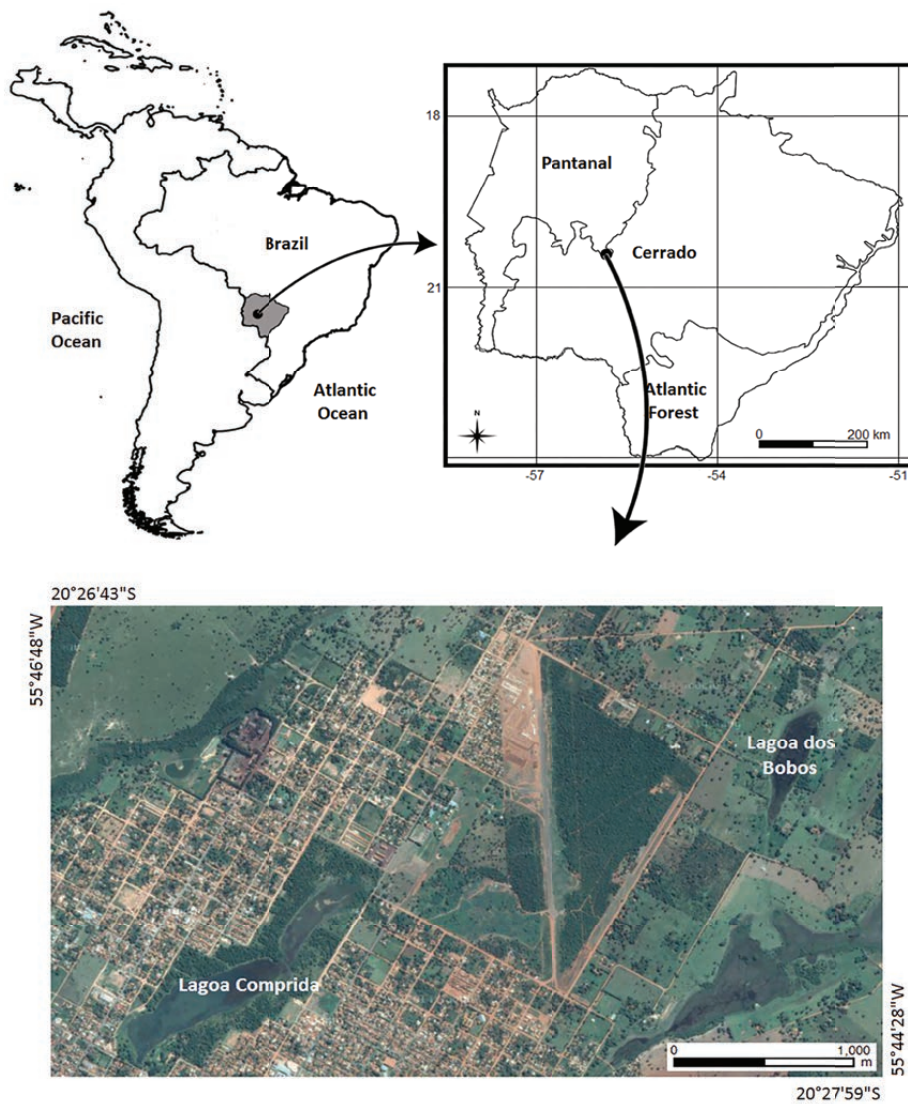 Brazil
Pacific
Ocean
Atlantic
Ocean
18
Pantanal
Cerrado
21
Atlantic
Forest
N
0 200 km
-57 -54 -51
20°26'43"S
55°46'48"W
Lagoa dos
Bobos
Lagoa Comprida
0 1,000
m
55°44'28"W
20°27'59"S